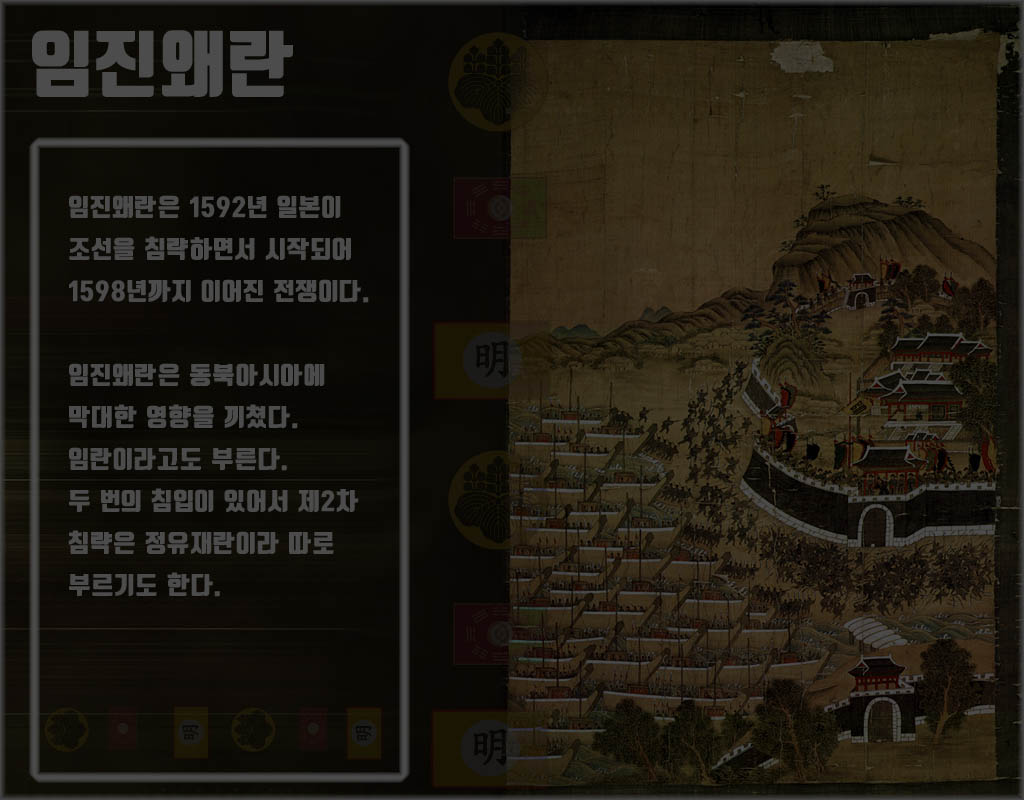 임진왜란
임진왜란은 1592년 일본이
조선을 침략하면서 시작되어
1598년까지 이어진 전쟁이다.
임진왜란은 동북아시아에
막대한 영향을 끼쳤다.
임란이라고도 부른다.
두 번의 침입이 있어서 제2차
침략은 정유재란이라 따로
부르기도 한다.
明
明
明
明